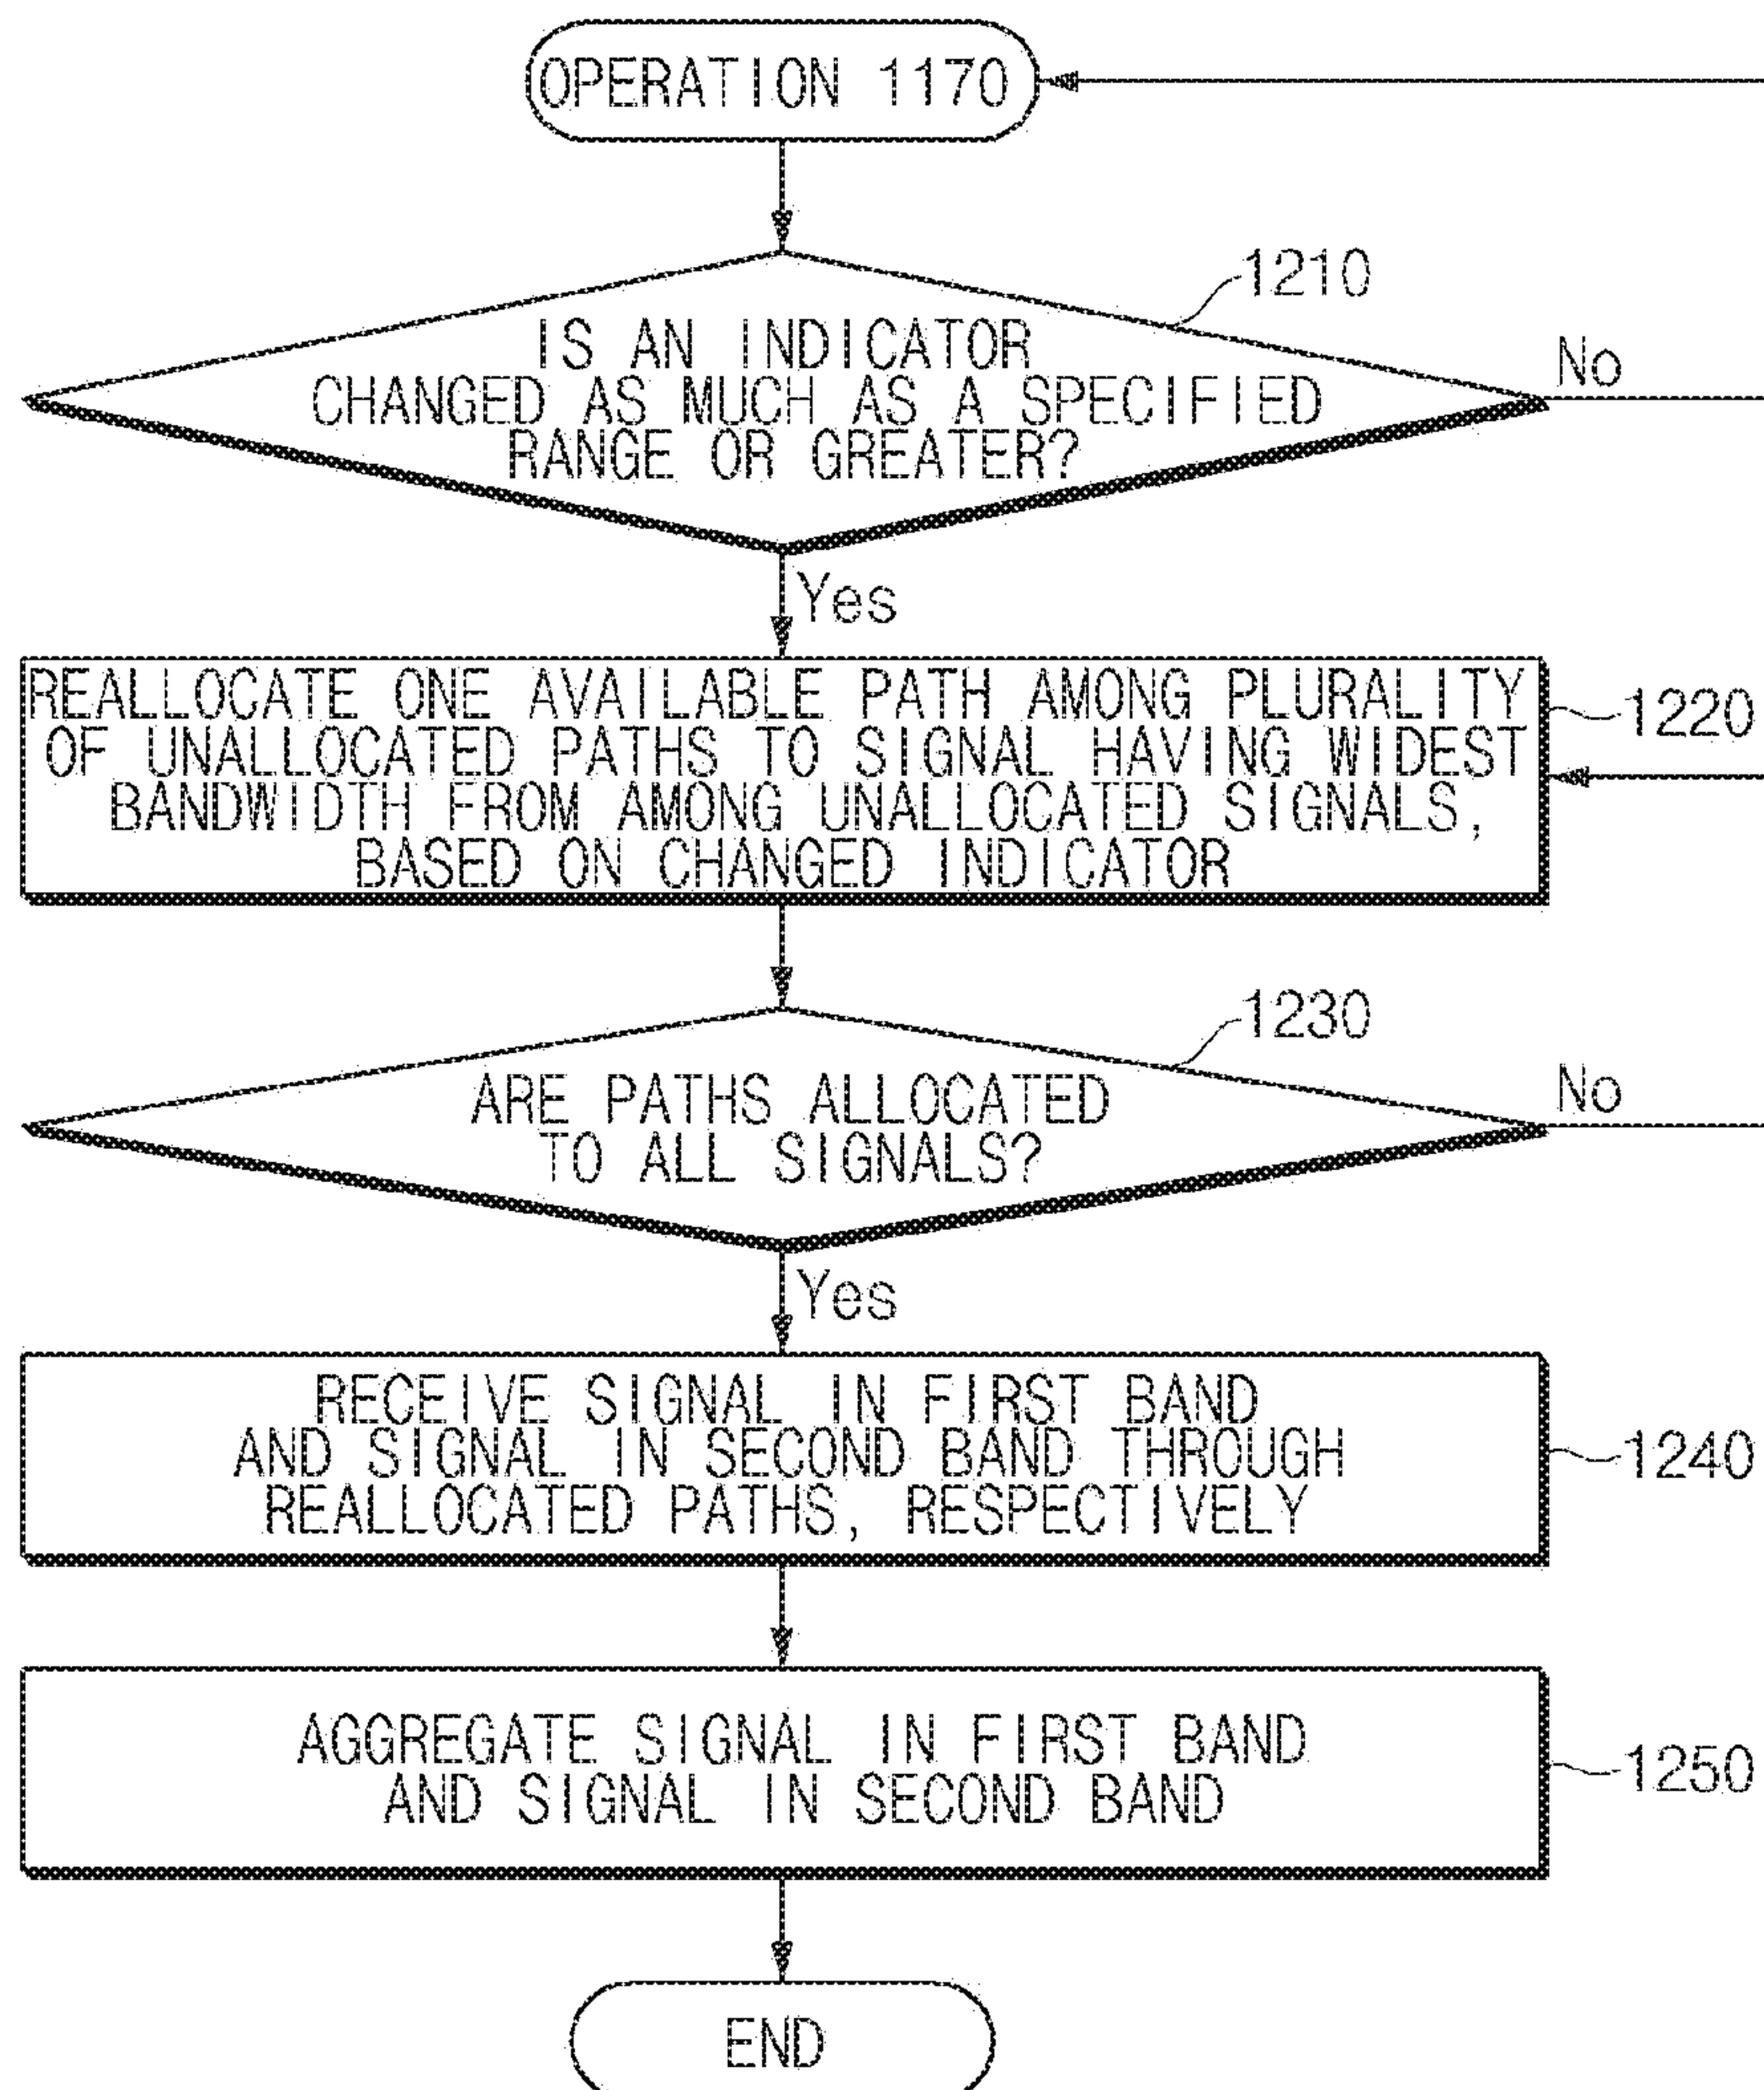 OPERATION 1170
1210
IS AN INDICATOR
CHANGED AS MUCH AS A SPECIFIED
RANGE OR GREATER?
No
Yes
REALLOCATE ONE AVAILABLE PATH AMONG PLURALITY
OF UNALLOCATED PATHS TO SIGNAL HAVING WIDEST
BANDWIDTH FROM AMONG UNALLOCATED SIGNALS,
BASED ON CHANGED INDICATOR
1220
1230
ARE PATHS ALLOCATED
TO ALL SIGNALS?
No
Yes
RECEIVE SIGNAL IN FIRST BAND
AND SIGNAL IN SECOND BAND THROUGH
REALLOCATED PATHS, RESPECTIVELY
1240
AGGREGATE SIGNAL IN FIRST BAND
AND SIGNAL IN SECOND BAND
1250
END